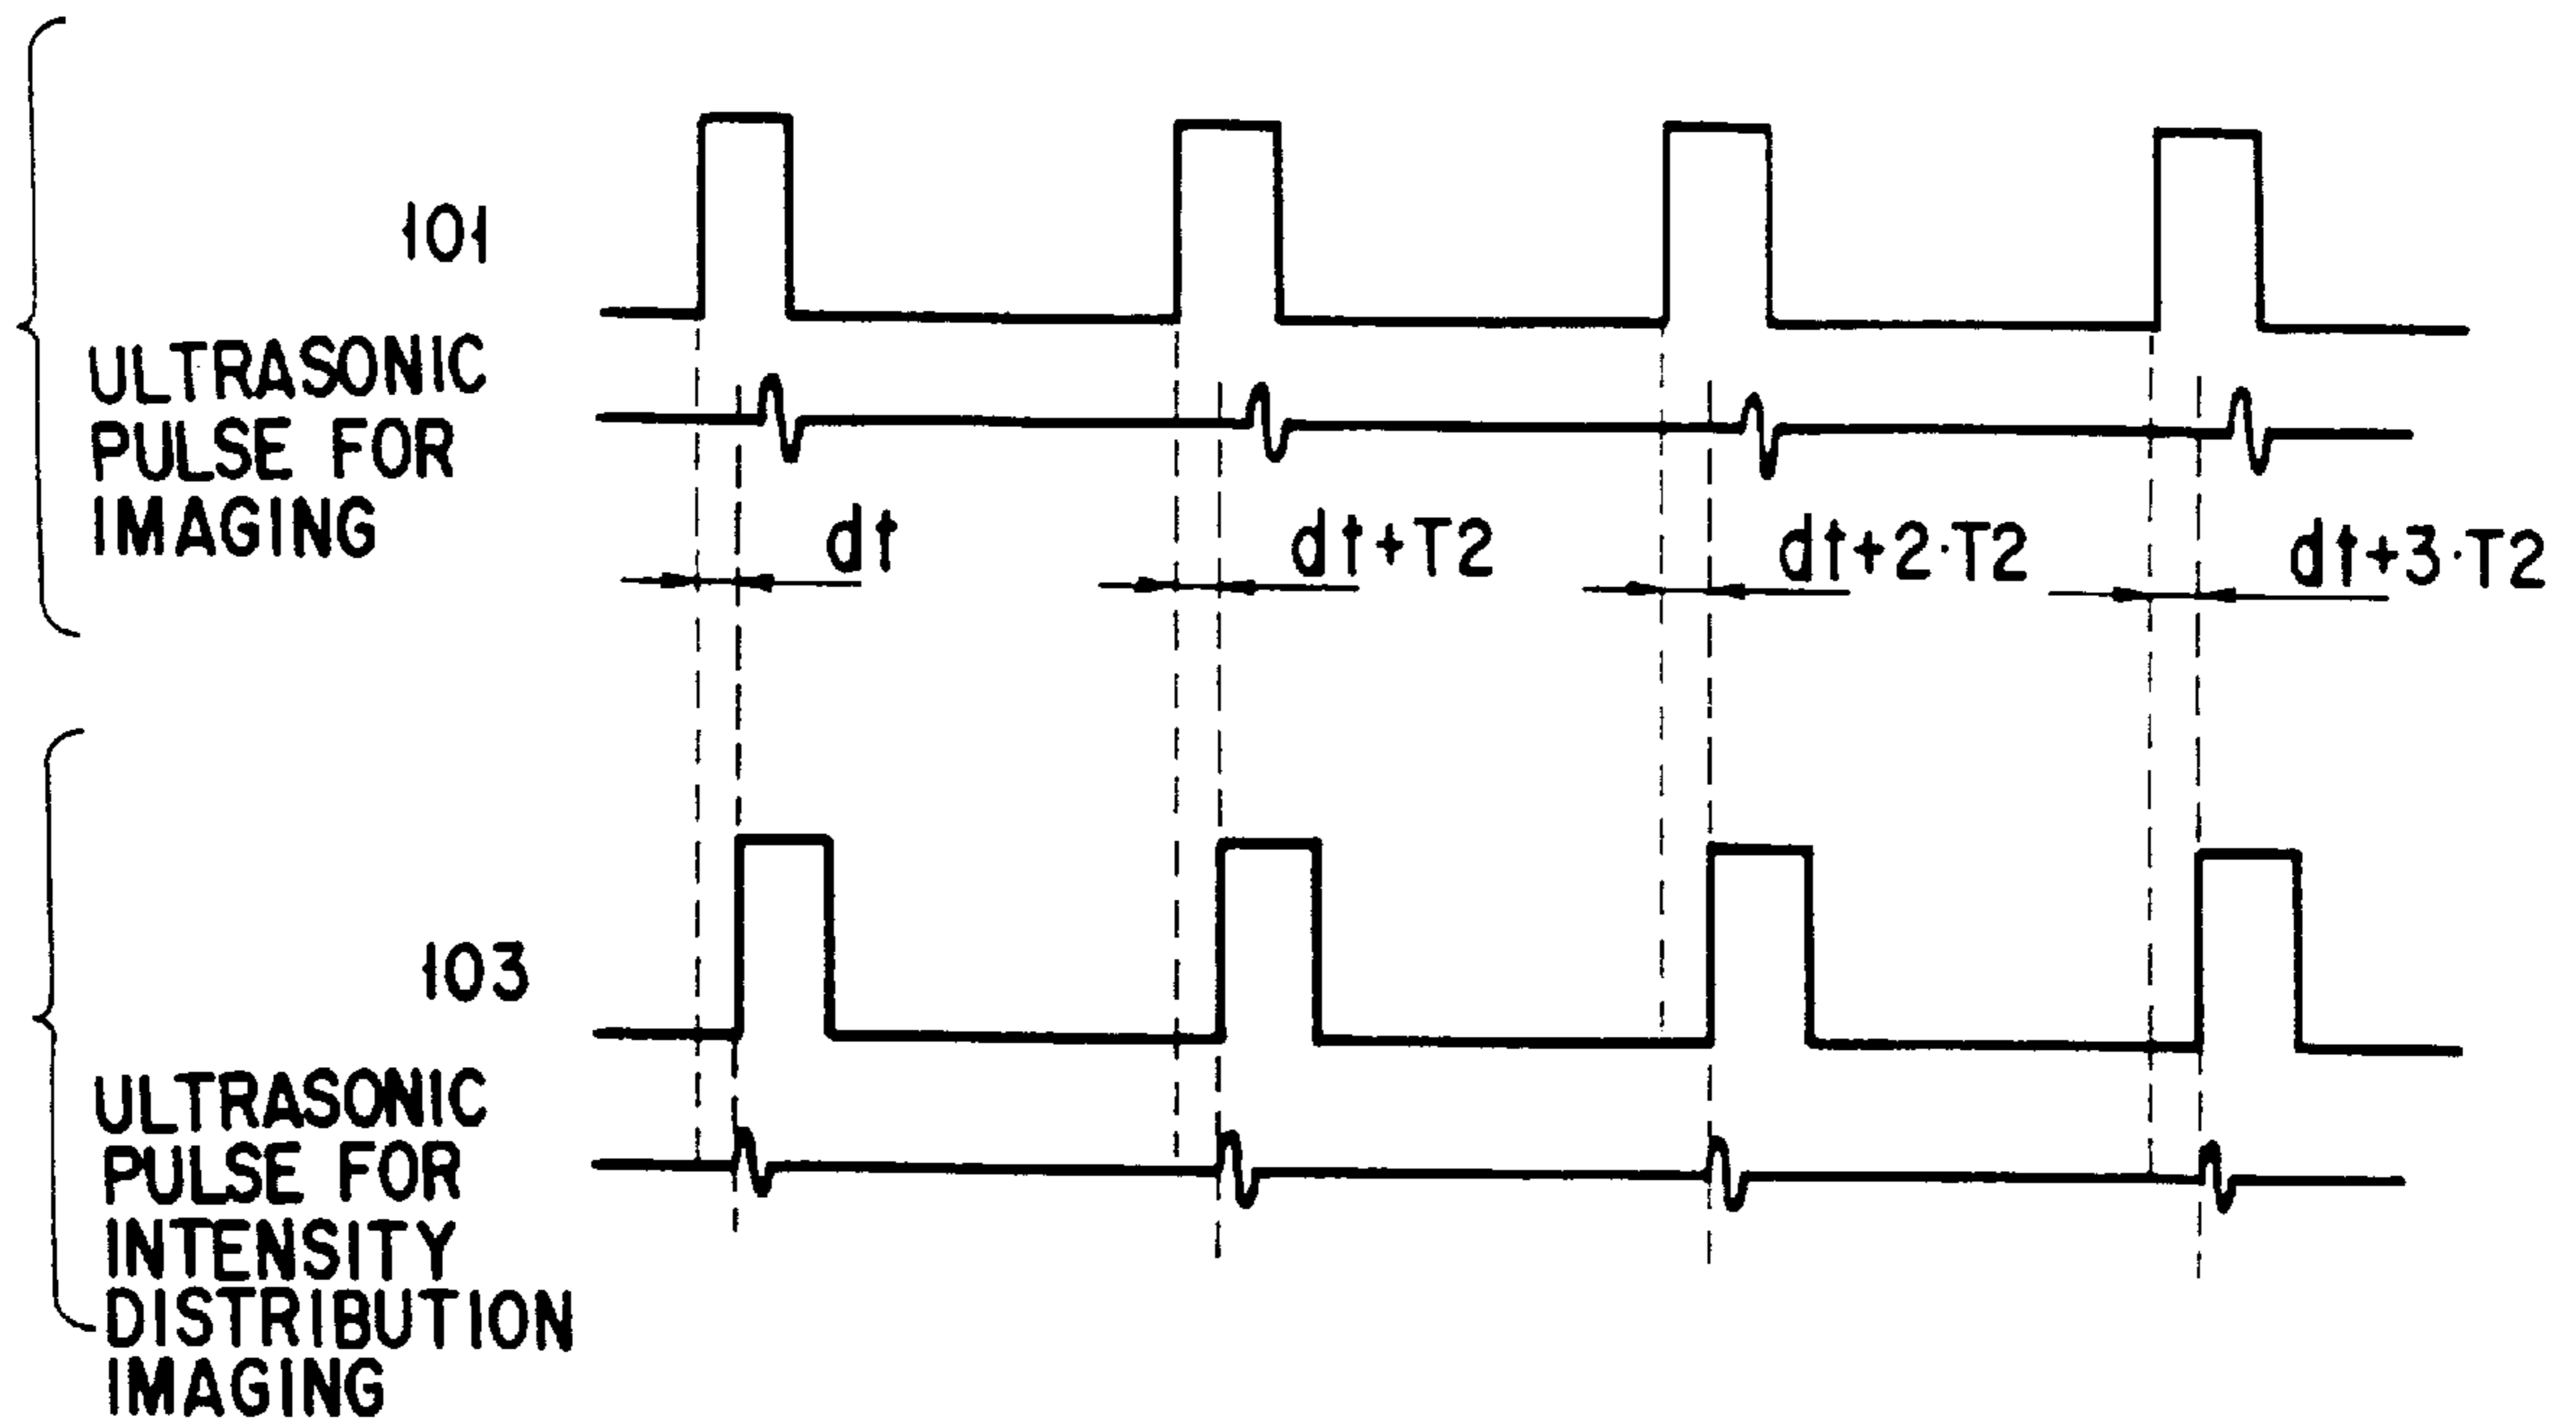 101
ULTRASONIC
PULSE FOR
IMAGING
dt
dt+T2
dt+2·T2
dt+3·T2
103
ULTRASONIC
PULSE FOR
INTENSITY
DISTRIBUTION
IMAGING